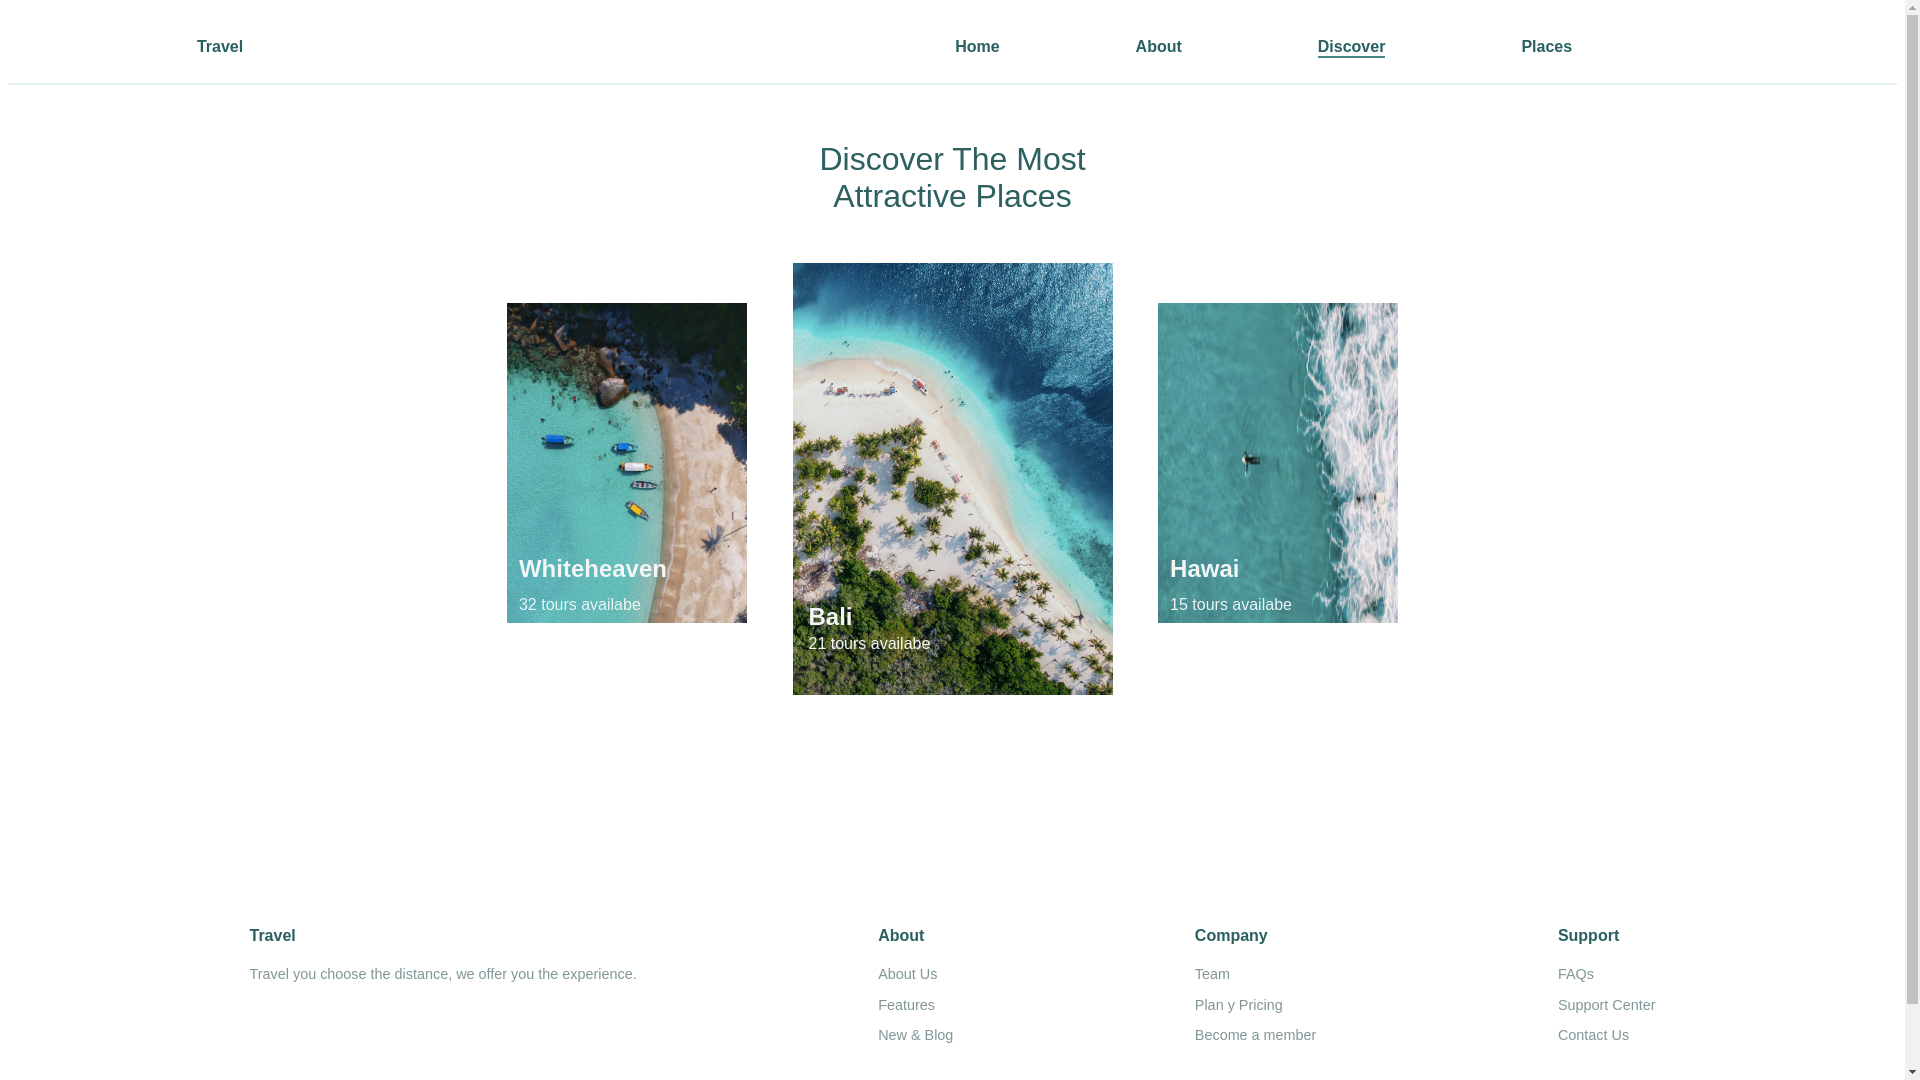 Travel
Home
About
Discover
Places
Discover The Most
Attractive Places
Whiteheaven
32 tours availabe
Bali
21 tours availabe
Hawai
15 tours availabe
Travel
Travel you choose the distance, we offer you the experience.
About
About Us
Features
New & Blog
Company
Team
Plan y Pricing
Become a member
Support
FAQs
Support Center
Contact Us